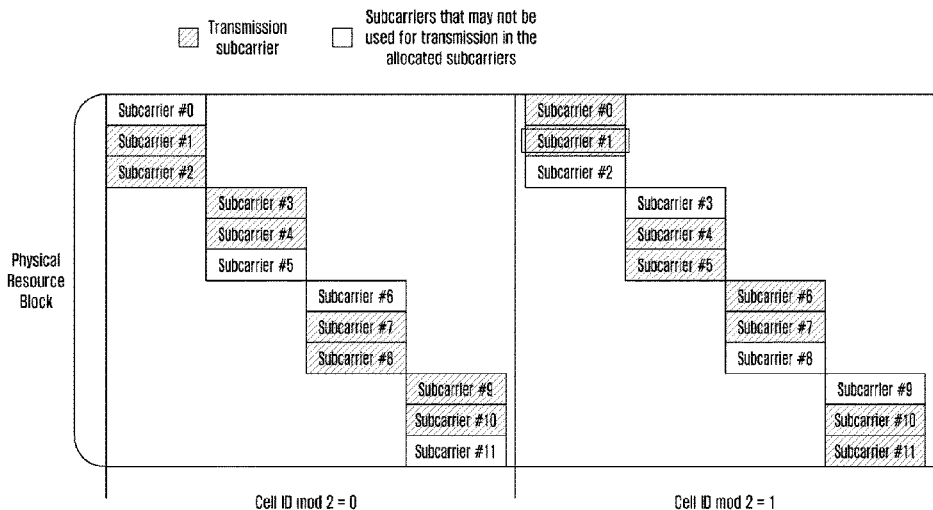 Transmission
subcarrier
Subcarriers that may not be
used for transmission in the
allocated subcarriers
Physical
Resource
Block
Subcarrier #0
Subcarrier #1
Subcarrier #2
Subcarrier #3
Subcarrier #4
Subcarrier #5
Subcarrier #6
Subcarrier #7
Subcarrier #8
Subcarrier #9
Subcarrier #10
Subcarrier #11
Cell ID mod 2 = 0
Subcarrier #0
Subcarrier #1
Subcarrier #2
Subcarrier #3
Subcarrier #4
Subcarrier #5
Subcarrier #6
Subcarrier #7
Subcarrier #8
Subcarrier #9
Subcarrier #10
Subcarrier #11
Cell ID mod 2 = 1